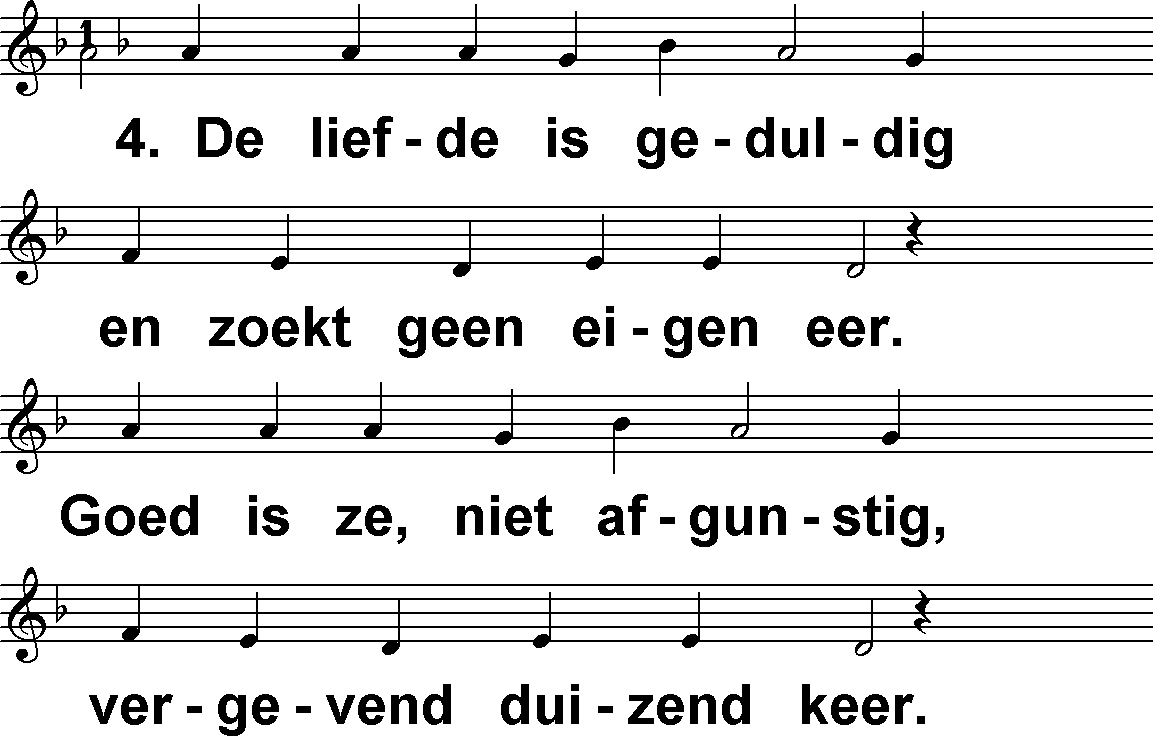 1
4. De lief - de is ge - dul - dig
en zoekt geen ei - gen eer.
Goed is ze, niet af - gun - stig,
ver - ge - vend dui - zend keer.